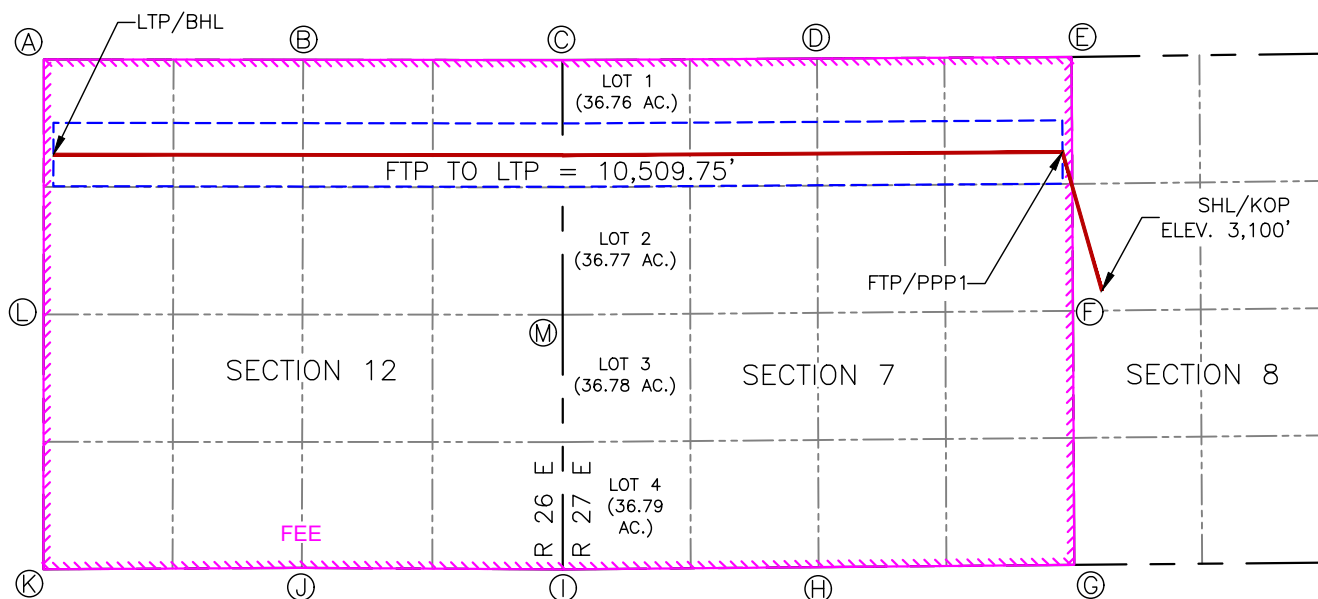 LTP/BHL
A
B
C
D
E
LOT 1
(36.76 AC.)
FTP TO LTP = 10,509.75'
SHL/KOP
ELEV. 3,100'
LOT 2
(36.77 AC.)
FTP/PPP1
L
M
F
SECTION 12
LOT 3
(36.78 AC.)
SECTION 7
SECTION 8
R 26 E
R 27 E
LOT 4
(36.79
AC.)
FEE
K
J
I
H
G